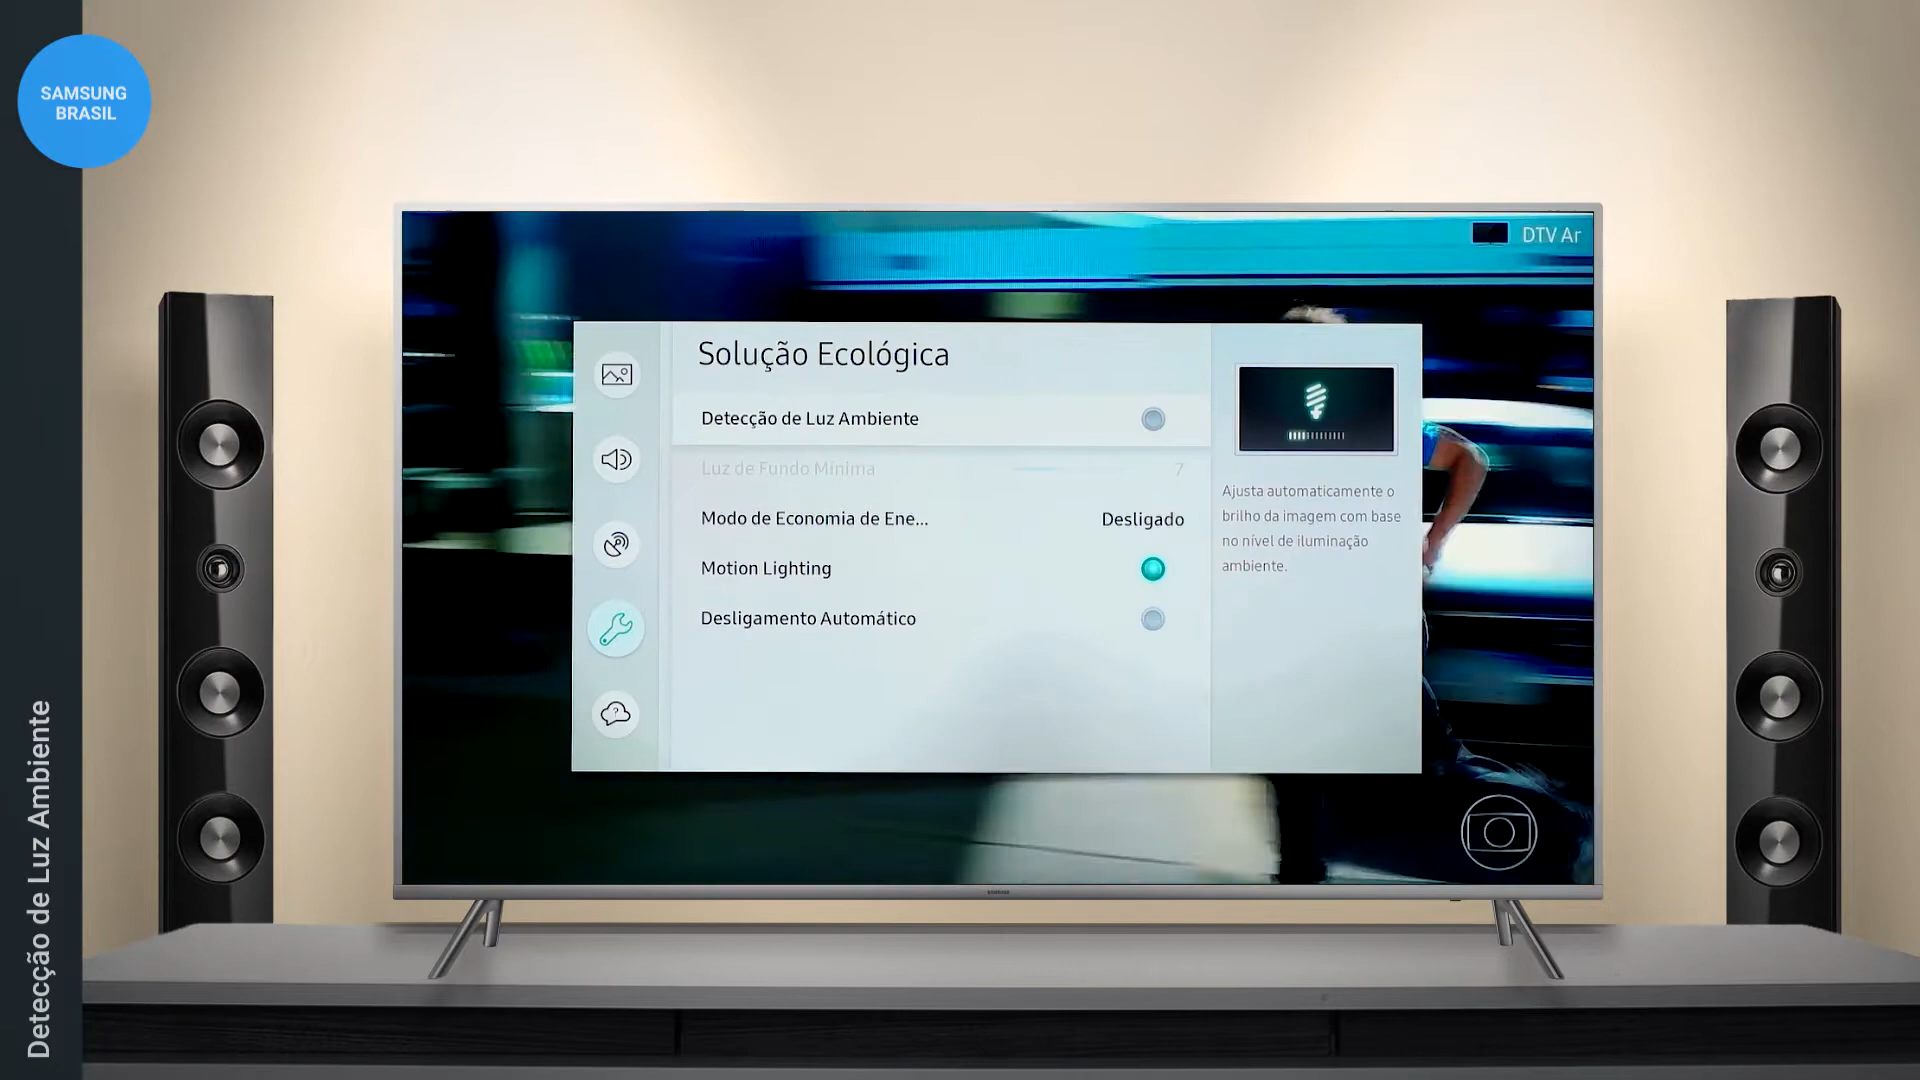 SAMSUNG
BRASIL
Detecção de Luz Ambiente
DTV Ar
Solução Ecológica
Detecção de Luz Ambiente
Luz de Fundo Mínima 7
Modo de Economia de Ene... Desligado
Motion Lighting
Desligamento Automático
Ajusta automaticamente o
brilho da imagem com base
no nível de iluminação
ambiente.
SAMSUNG